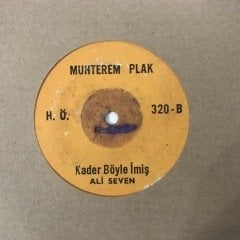 MUHTEREM PLAK
H. Ö. 320-B
Kader Böyle İmiş
ALİ SEVEN